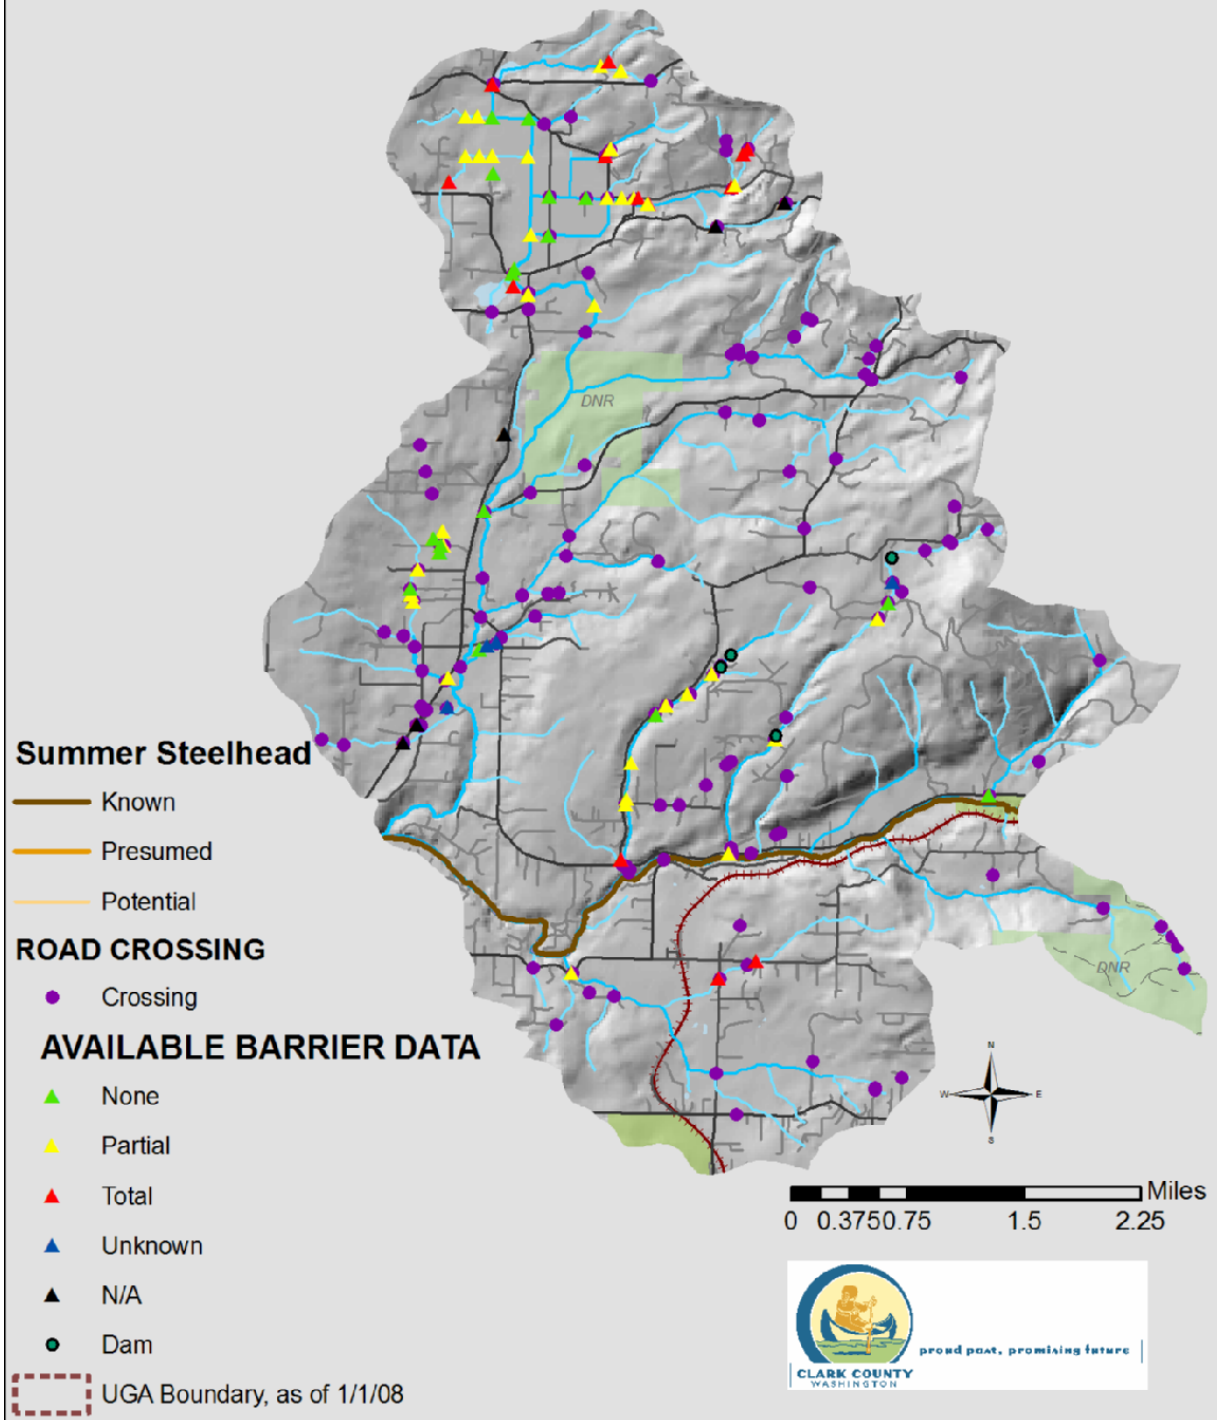 DNR
Summer Steelhead
Known
Presumed
Potential
ROAD CROSSING
Crossing
DNR
AVAILABLE BARRIER DATA
None
Partial
Total
Unknown
N/A
Dam
UGA Boundary, as of 1/1/08
N
W
E
S
Miles
0 0.375 0.75 1.5 2.25
proud past, promising future
CLARK COUNTY
WASHINGTON